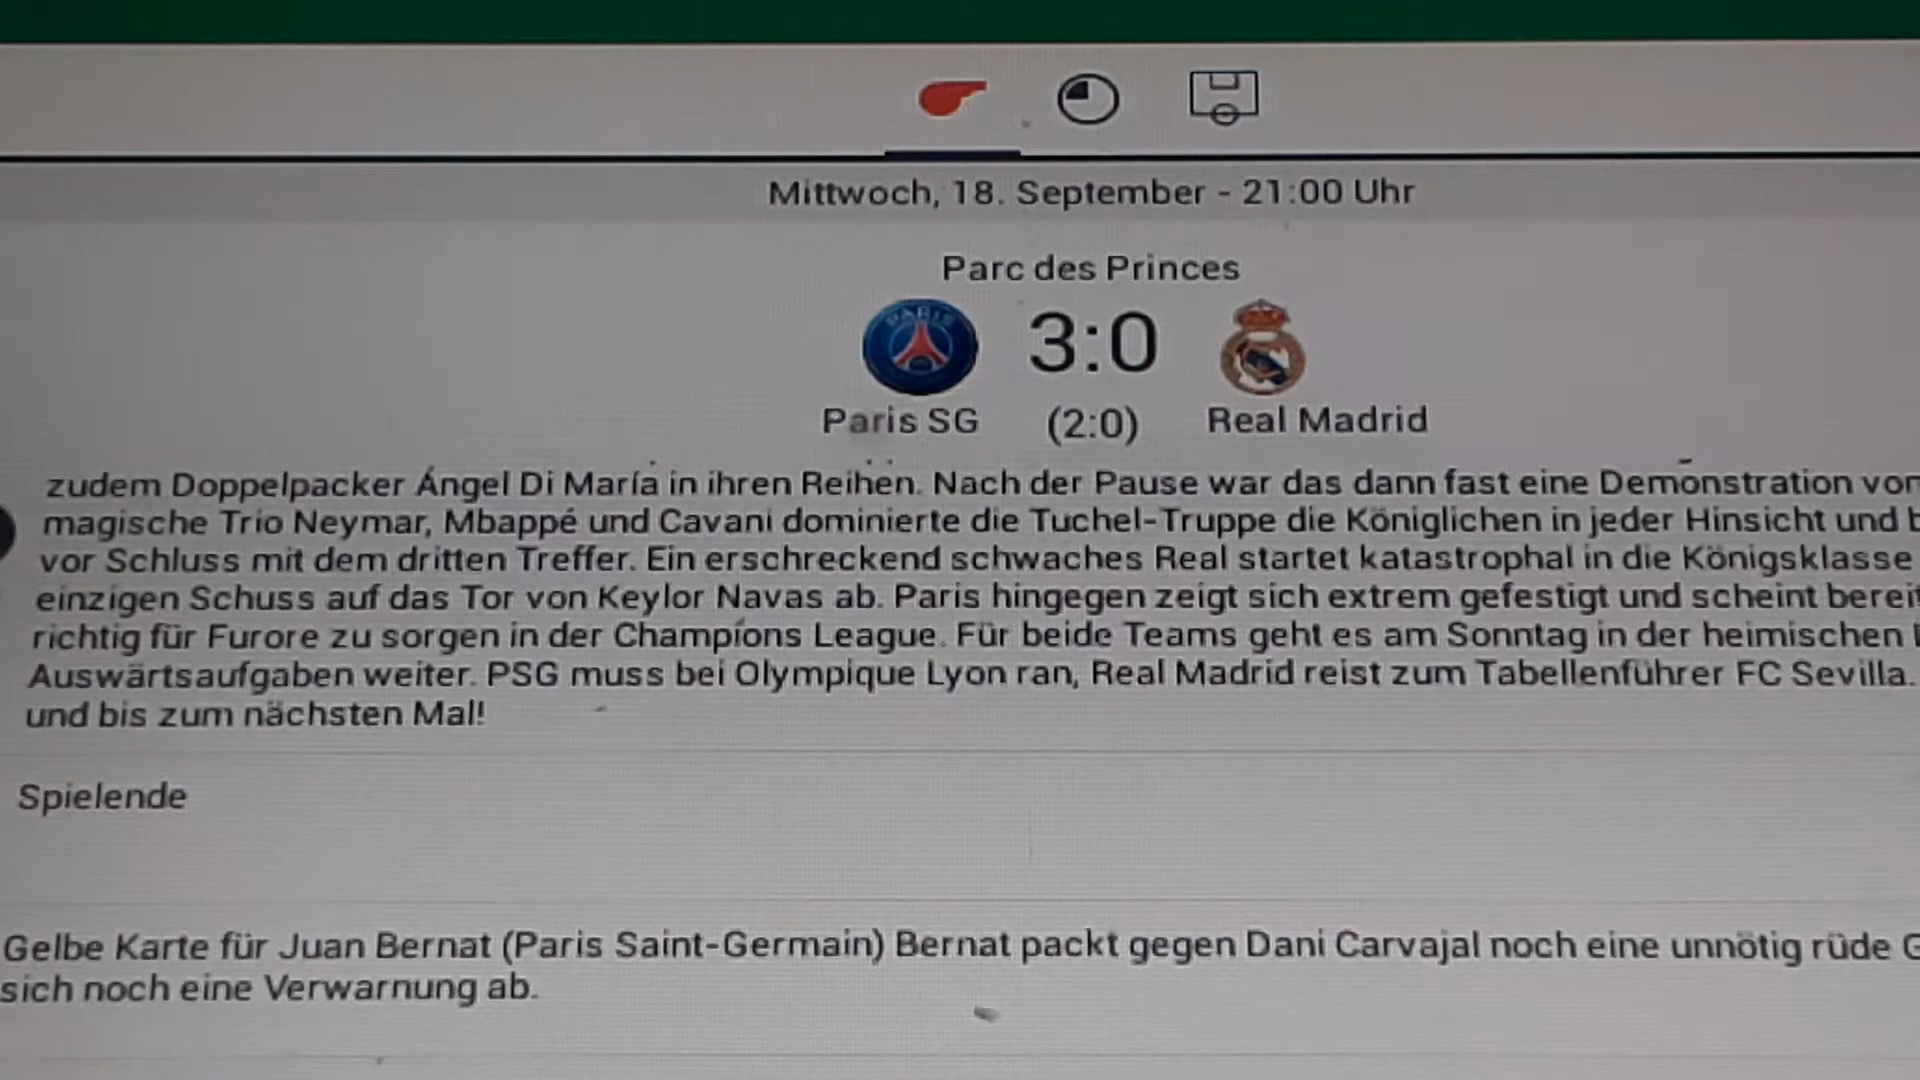 Mittwoch, 18. September - 21:00 Uhr
Parc des Princes
PARIS
3:0
Paris SG (2:0) Real Madrid
zudem Doppelpacker Ángel Di María in ihren Reihen. Nach der Pause war das dann fast eine Demonstration
magische Trio Neymar, Mbappé und Cavani dominierte die Tuchel-Truppe die Königlichen in jeder Hinsicht und
vor Schluss mit dem dritten Treffer. Ein erschreckend schwaches Real startet katastrophal in die Königsklasse
einzigen Schuss auf das Tor von Keylor Navas ab. Paris hingegen zeigt sich extrem gefestigt und scheint
richtig für Furore zu sorgen in der Champions League. Für beide Teams geht es am Sonntag in der heimischen
Auswärtsaufgaben weiter. PSG muss bei Olympique Lyon ran, Real Madrid reist zum Tabellenführer FC Sevilla.
und bis zum nächsten Mal!
Spielende
Gelbe Karte für Juan Bernat (Paris Saint-Germain) Bernat packt gegen Dani Carvajal noch eine unnötig rüde
sich noch eine Verwarnung ab.